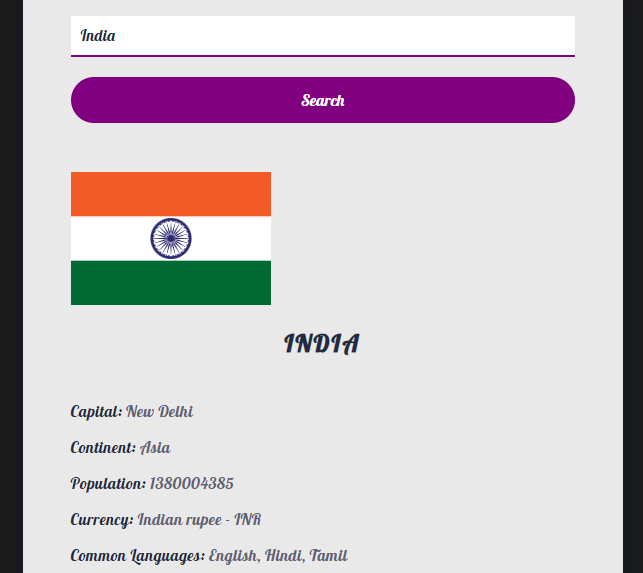 India
Search
INDIA
Capital: New Delhi
Continent: Asia
Population: 1380004385
Currency: Indian rupee - INR
Common Languages: English, Hindi, Tamil